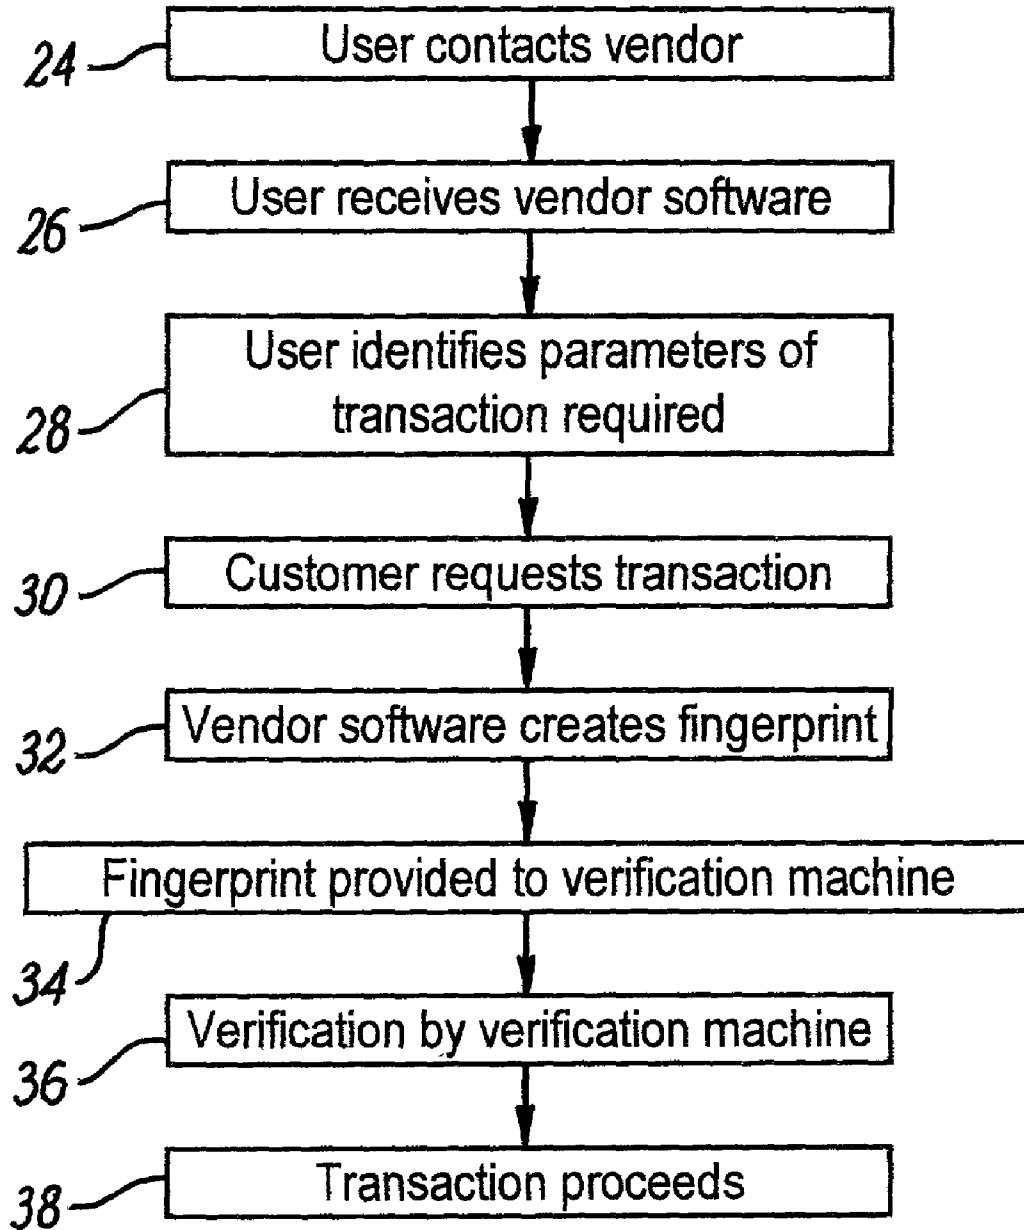 24
User contacts vendor
26
User receives vendor software
28
User identifies parameters of
transaction required
30
Customer requests transaction
32
Vendor software creates fingerprint
34
Fingerprint provided to verification machine
36
Verification by verification machine
38
Transaction proceeds